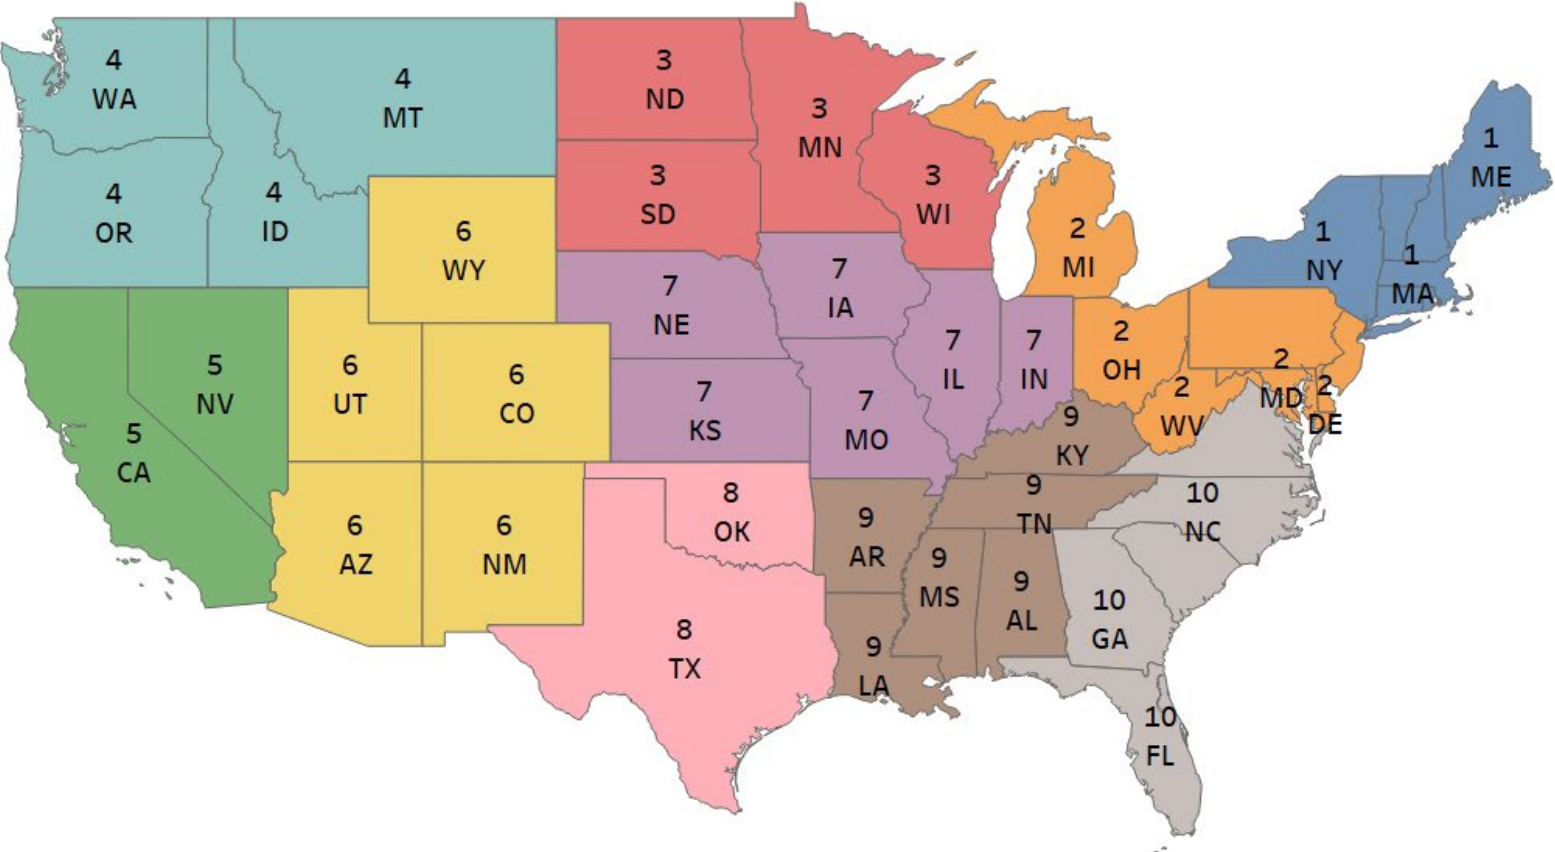 4
WA
4
MT
3
ND
3
MN
1
ME
4
OR
4
ID
6
WY
3
SD
3
WI
2
MI
1
NY
1
MA
7
NE
7
IA
5
NV
6
UT
6
CO
7
KS
7
MO
7
IL
7
IN
2
OH
2
WV
2
MD
2
DE
5
CA
9
KY
6
AZ
6
NM
8
OK
9
AR
9
TN
10
NC
9
MS
9
AL
10
GA
8
TX
9
LA
10
FL